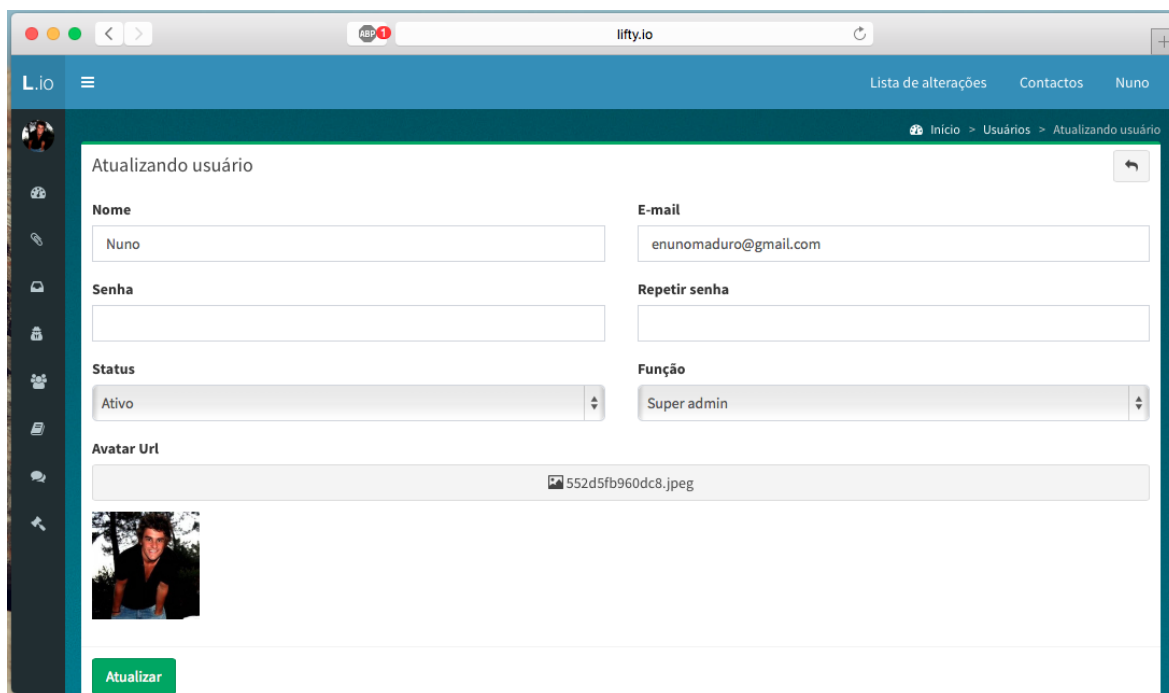 ABP 1 lifty.io
L.io Lista de alterações Contactos Nuno
Início > Usuários > Atualizando usuário
Atualizando usuário
Nome E-mail
Nuno enunomaduro@gmail.com
Senha Repetir senha
Status Função
Ativo Super admin
Avatar Url
552d5fb960dc8.jpeg
Atualizar